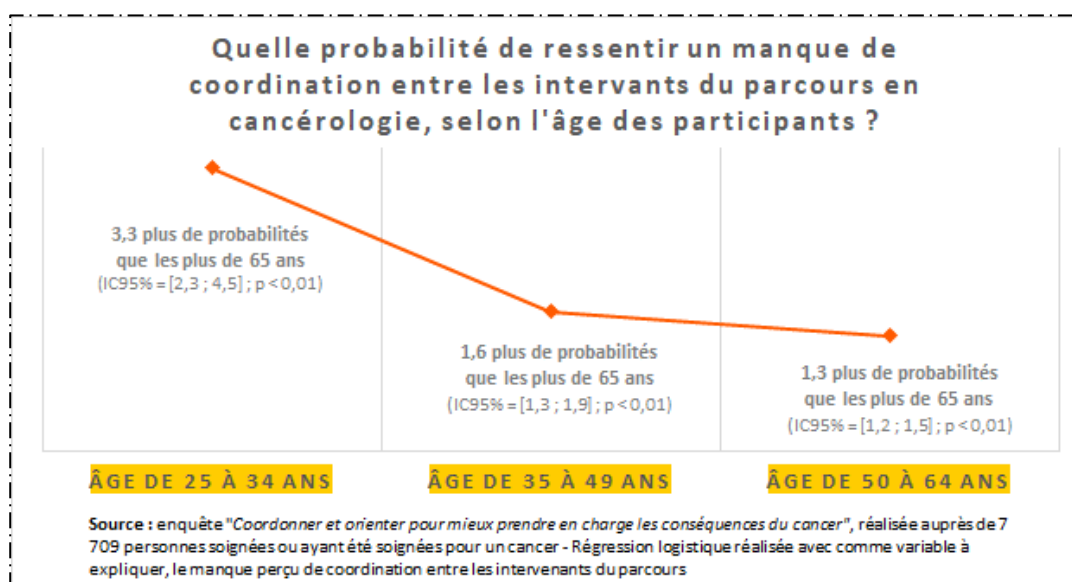 Quelle probabilité de ressentir un manque de
coordination entre les intervants du parcours en
cancérologie, selon l'âge des participants ?
3,3 plus de probabilités
que les plus de 65 ans
(IC95% = [2,3 ; 4,5] ; p < 0,01)
1,6 plus de probabilités
que les plus de 65 ans
(IC95% = [1,3 ; 1,9] ; p < 0,01)
1,3 plus de probabilités
que les plus de 65 ans
(IC95% = [1,2 ; 1,5] ; p < 0,01)
ÂGE DE 25 À 34 ANS
ÂGE DE 35 À 49 ANS
ÂGE DE 50 À 64 ANS
Source : enquête "Coordonner et orienter pour mieux prendre en charge les conséquences du cancer", réalisée auprès de 7
709 personnes soignées ou ayant été soignées pour un cancer - Régression logistique réalisée avec comme variable à
expliquer, le manque perçu de coordination entre les intervenants du parcours